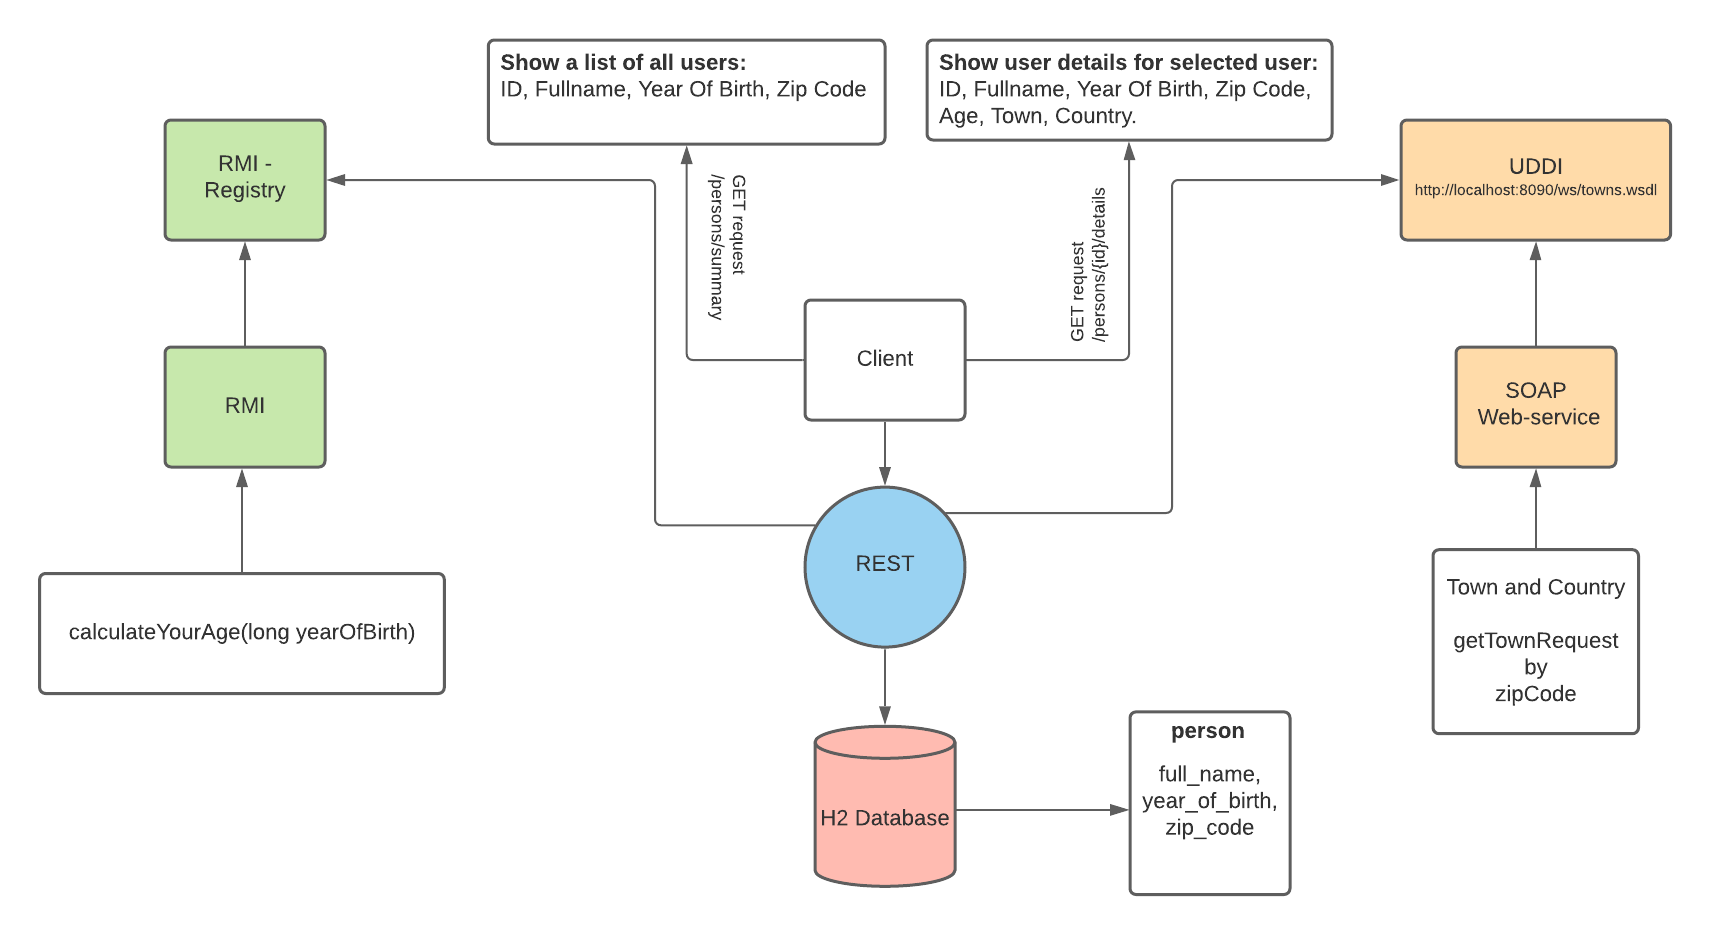 Show a list of all users:
ID, Fullname, Year Of Birth, Zip Code
Show user details for selected user:
ID, Fullname, Year Of Birth, Zip Code,
Age, Town, Country.
RMI -
Registry
UDDI
http://localhost:8090/ws/towns.wsdl
GET request
/persons/summary
GET request
/persons/{id}/details
Client
RMI
SOAP
Web-service
REST
calculateYourAge(long yearOfBirth)
Town and Country
getTownRequest
by
zipCode
H2 Database
person
full_name,
year_of_birth,
zip_code